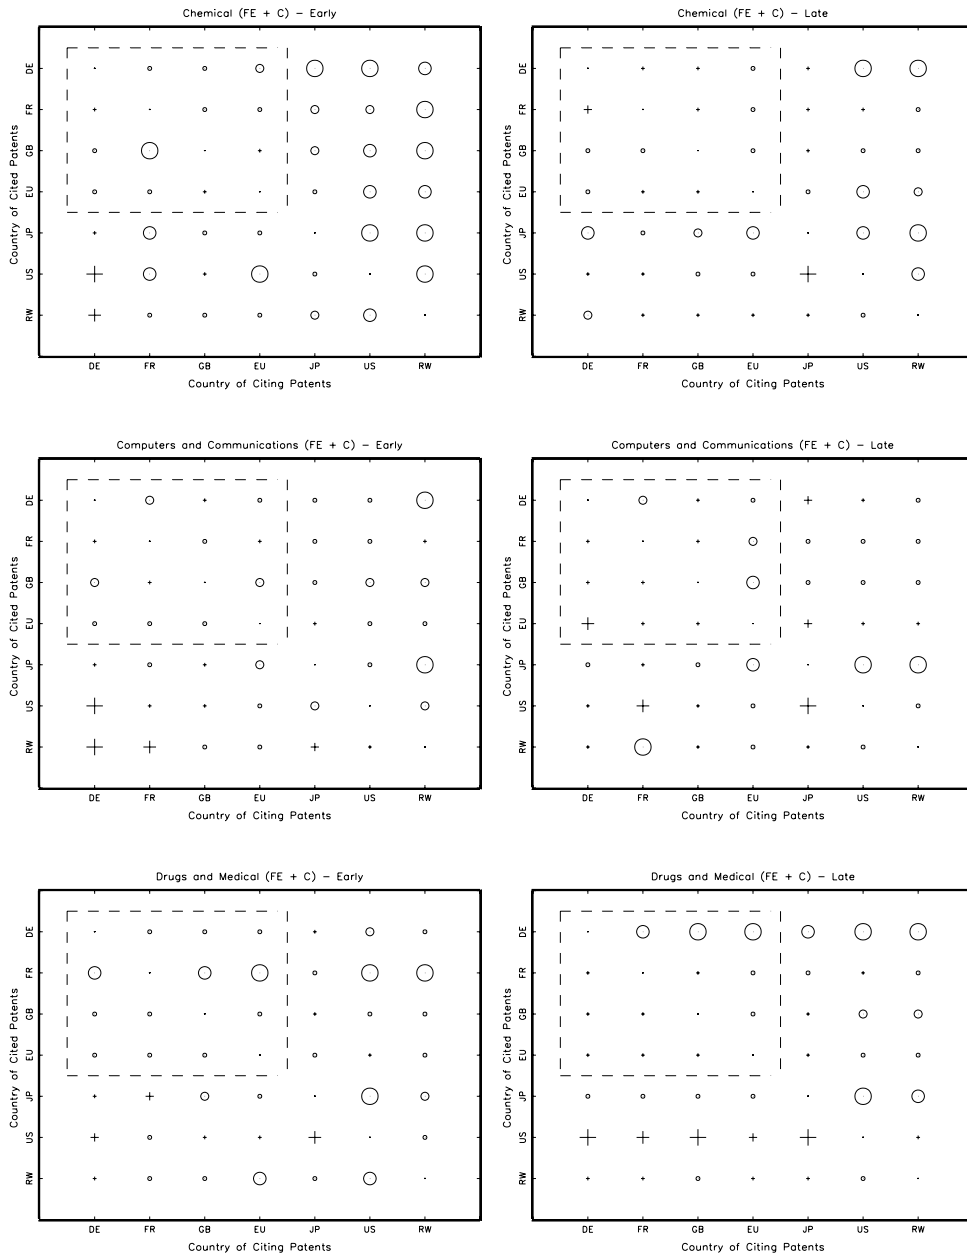 Chemical (FE + C) – Early
Country of Cited Patents
DE
FR
GB
EU
JP
US
RW
DE FR GB EU JP US RW
Country of Citing Patents
Chemical (FE + C) – Late
Country of Cited Patents
DE
FR
GB
EU
JP
US
RW
DE FR GB EU JP US RW
Country of Citing Patents
Computers and Communications (FE + C) – Early
Country of Cited Patents
DE
FR
GB
EU
JP
US
RW
DE FR GB EU JP US RW
Country of Citing Patents
Computers and Communications (FE + C) – Late
Country of Cited Patents
DE
FR
GB
EU
JP
US
RW
DE FR GB EU JP US RW
Country of Citing Patents
Drugs and Medical (FE + C) – Early
Country of Cited Patents
DE
FR
GB
EU
JP
US
RW
DE FR GB EU JP US RW
Country of Citing Patents
Drugs and Medical (FE + C) – Late
Country of Cited Patents
DE
FR
GB
EU
JP
US
RW
DE FR GB EU JP US RW
Country of Citing Patents